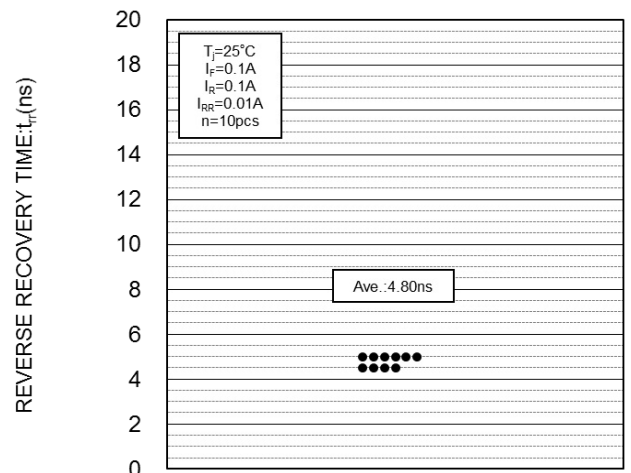 REVERSE RECOVERY TIME:trr(ns)
20
18
16
14
12
10
8
6
4
2
0
Tj=25°C
IF=0.1A
IR=0.1A
IRR=0.01A
n=10pcs
Ave.:4.80ns